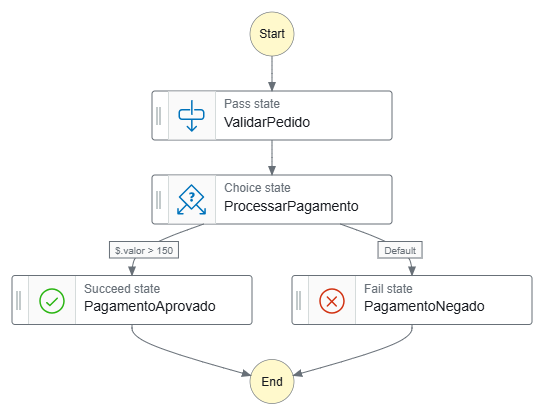 Start
Pass state
ValidarPedido
Choice state
ProcessarPagamento
$.valor > 150
Default
Succeed state
PagamentoAprovado
Fail state
PagamentoNegado
End